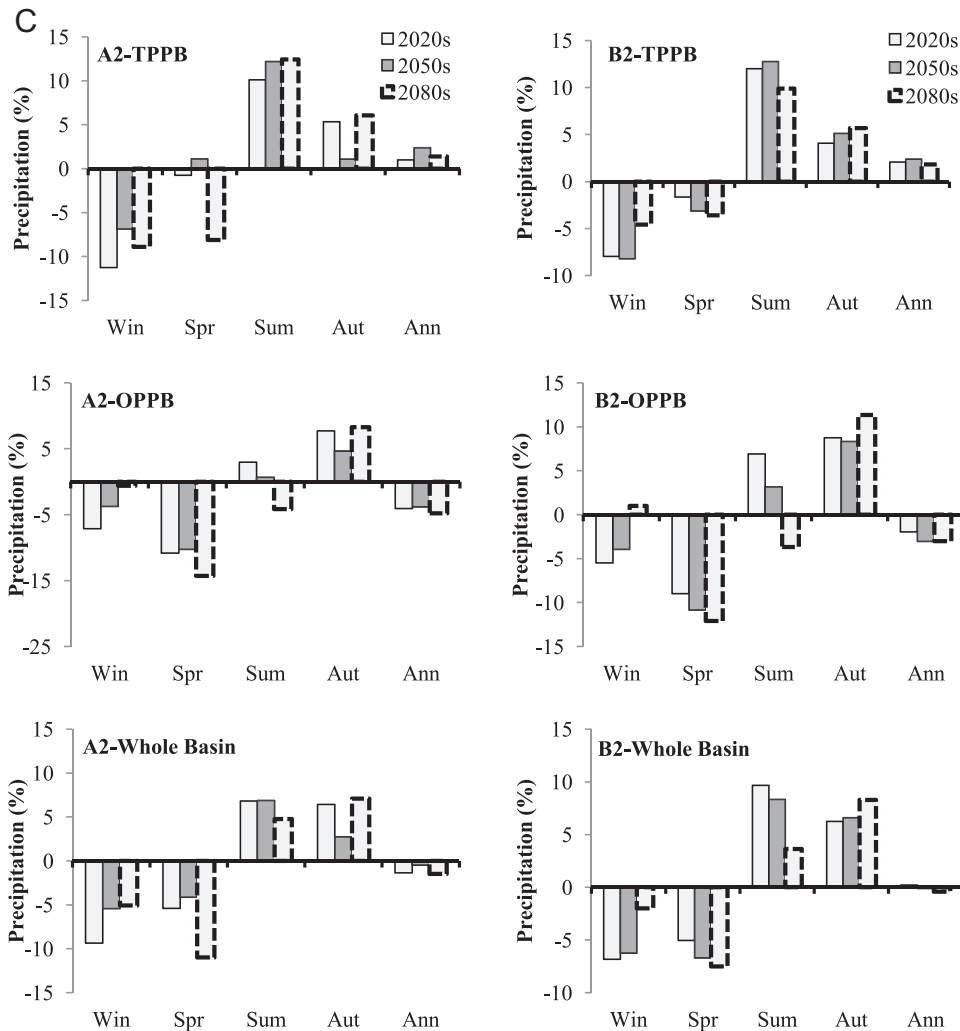 C
A2-TPPB
2020s
2050s
2080s
Precipitation (%)
15
10
5
0
-5
-10
-15
Win Spr Sum Aut Ann
B2-TPPB
2020s
2050s
2080s
Precipitation (%)
15
10
5
0
-5
-10
Win Spr Sum Aut Ann
A2-OPPB
Precipitation (%)
15
5
-5
-15
-25
Win Spr Sum Aut Ann
B2-OPPB
Precipitation (%)
15
10
5
0
-5
-10
-15
Win Spr Sum Aut Ann
A2-Whole Basin
Precipitation (%)
15
10
5
0
-5
-10
-15
Win Spr Sum Aut Ann
B2-Whole Basin
Precipitation (%)
15
10
5
0
-5
-10
Win Spr Sum Aut Ann